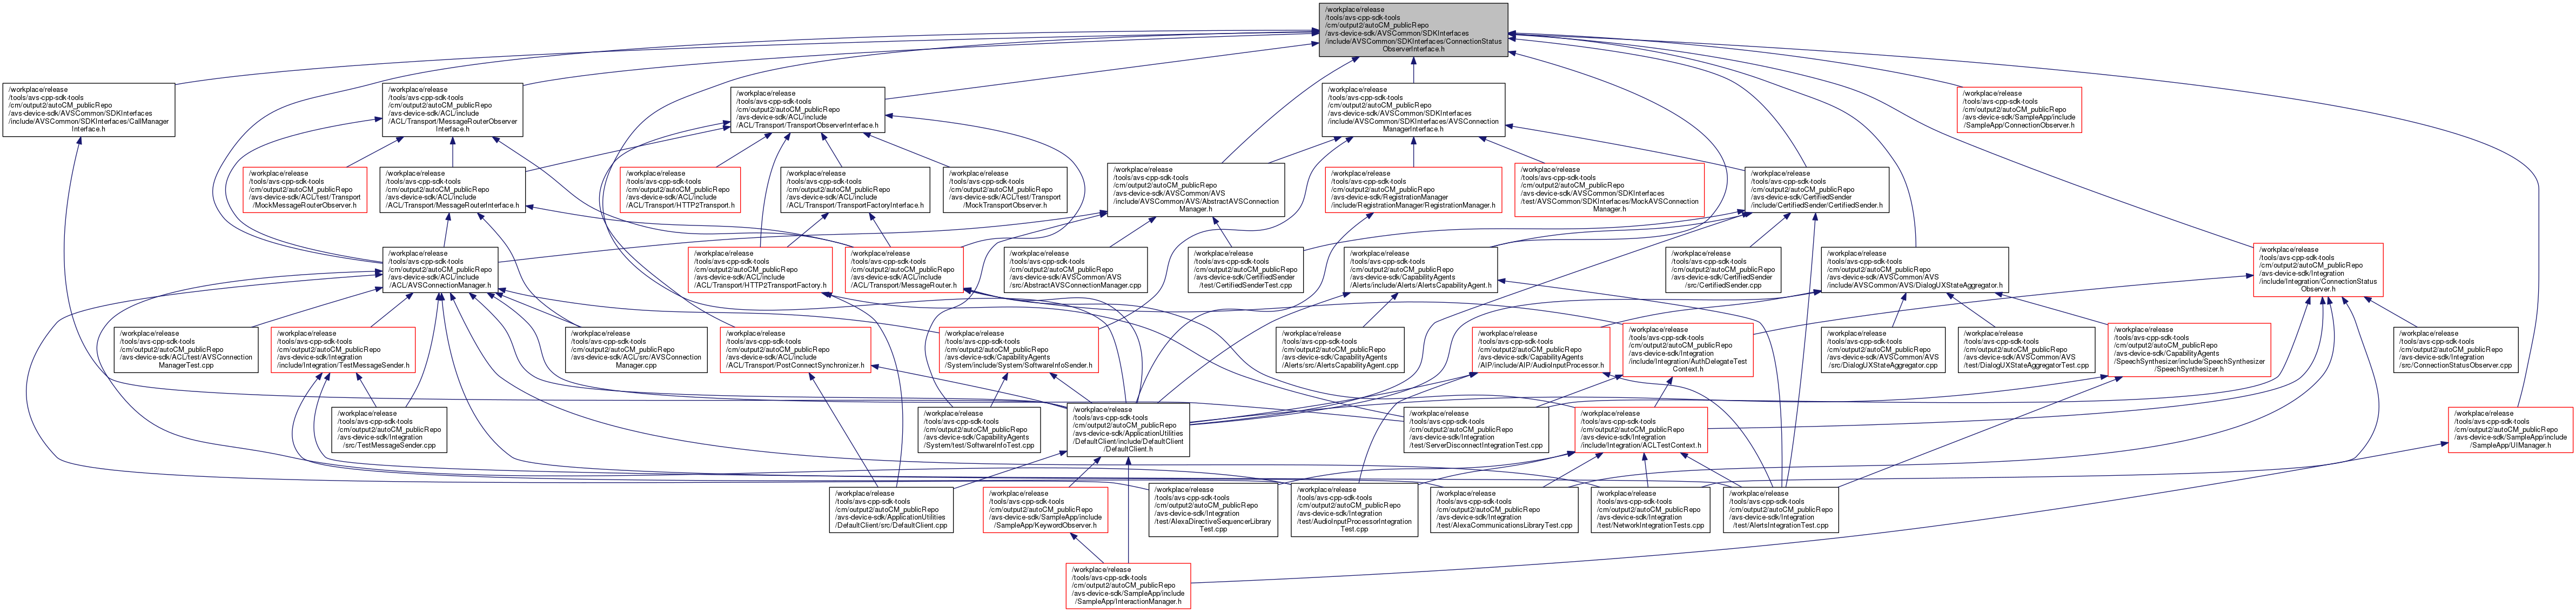 /workplace/release
/tools/avs-cpp-sdk-tools
/cm/output2/autoCM_publicRepo
/avs-device-sdk/AVSCommon/SDKInterfaces
/include/AVSCommon/SDKInterfaces/ConnectionStatus
ObserverInterface.h
/workplace/release
/tools/avs-cpp-sdk-tools
/cm/output2/autoCM_publicRepo
/avs-device-sdk/AVSCommon/SDKInterfaces
/include/AVSCommon/SDKInterfaces/CallManager
Interface.h
/workplace/release
/tools/avs-cpp-sdk-tools
/cm/output2/autoCM_publicRepo
/avs-device-sdk/ACL/include
/ACL/Transport/MessageRouterObserver
Interface.h
/workplace/release
/tools/avs-cpp-sdk-tools
/cm/output2/autoCM_publicRepo
/avs-device-sdk/ACL/include
/ACL/Transport/TransportObserverInterface.h
/workplace/release
/tools/avs-cpp-sdk-tools
/cm/output2/autoCM_publicRepo
/avs-device-sdk/AVSCommon/SDKInterfaces
/include/AVSCommon/SDKInterfaces/AVSConnection
ManagerInterface.h
/workplace/release
/tools/avs-cpp-sdk-tools
/cm/output2/autoCM_publicRepo
/avs-device-sdk/SampleApp/include
/SampleApp/ConnectionObserver.h
/workplace/release
/tools/avs-cpp-sdk-tools
/cm/output2/autoCM_publicRepo
/avs-device-sdk/ACL/test/Transport
/MockMessageRouterObserver.h
/workplace/release
/tools/avs-cpp-sdk-tools
/cm/output2/autoCM_publicRepo
/avs-device-sdk/ACL/include
/ACL/Transport/MessageRouterInterface.h
/workplace/release
/tools/avs-cpp-sdk-tools
/cm/output2/autoCM_publicRepo
/avs-device-sdk/ACL/include
/ACL/Transport/HTTP2Transport.h
/workplace/release
/tools/avs-cpp-sdk-tools
/cm/output2/autoCM_publicRepo
/avs-device-sdk/ACL/include
/ACL/Transport/TransportFactoryInterface.h
/workplace/release
/tools/avs-cpp-sdk-tools
/cm/output2/autoCM_publicRepo
/avs-device-sdk/ACL/test/Transport
/MockTransportObserver.h
/workplace/release
/tools/avs-cpp-sdk-tools
/cm/output2/autoCM_publicRepo
/avs-device-sdk/AVSCommon/AVS
/include/AVSCommon/AVS/AbstractAVSConnection
Manager.h
/workplace/release
/tools/avs-cpp-sdk-tools
/cm/output2/autoCM_publicRepo
/avs-device-sdk/RegistrationManager
/include/RegistrationManager/RegistrationManager.h
/workplace/release
/tools/avs-cpp-sdk-tools
/cm/output2/autoCM_publicRepo
/avs-device-sdk/AVSCommon/SDKInterfaces
/test/AVSCommon/SDKInterfaces/MockAVSConnection
Manager.h
/workplace/release
/tools/avs-cpp-sdk-tools
/cm/output2/autoCM_publicRepo
/avs-device-sdk/CertifiedSender
/include/CertifiedSender/CertifiedSender.h
/workplace/release
/tools/avs-cpp-sdk-tools
/cm/output2/autoCM_publicRepo
/avs-device-sdk/ACL/include
/ACL/AVSConnectionManager.h
/workplace/release
/tools/avs-cpp-sdk-tools
/cm/output2/autoCM_publicRepo
/avs-device-sdk/ACL/include
/ACL/Transport/HTTP2TransportFactory.h
/workplace/release
/tools/avs-cpp-sdk-tools
/cm/output2/autoCM_publicRepo
/avs-device-sdk/ACL/include
/ACL/Transport/MessageRouter.h
/workplace/release
/tools/avs-cpp-sdk-tools
/cm/output2/autoCM_publicRepo
/avs-device-sdk/AVSCommon/AVS
/src/AbstractAVSConnectionManager.cpp
/workplace/release
/tools/avs-cpp-sdk-tools
/cm/output2/autoCM_publicRepo
/avs-device-sdk/CertifiedSender
/test/CertifiedSenderTest.cpp
/workplace/release
/tools/avs-cpp-sdk-tools
/cm/output2/autoCM_publicRepo
/avs-device-sdk/CapabilityAgents
/Alerts/include/Alerts/AlertsCapabilityAgent.h
/workplace/release
/tools/avs-cpp-sdk-tools
/cm/output2/autoCM_publicRepo
/avs-device-sdk/CertifiedSender
/src/CertifiedSender.cpp
/workplace/release
/tools/avs-cpp-sdk-tools
/cm/output2/autoCM_publicRepo
/avs-device-sdk/AVSCommon/AVS
/include/AVSCommon/AVS/DialogUXStateAggregator.h
/workplace/release
/tools/avs-cpp-sdk-tools
/cm/output2/autoCM_publicRepo
/avs-device-sdk/Integration
/include/Integration/ConnectionStatus
Observer.h
/workplace/release
/tools/avs-cpp-sdk-tools
/cm/output2/autoCM_publicRepo
/avs-device-sdk/ACL/test/AVSConnection
ManagerTest.cpp
/workplace/release
/tools/avs-cpp-sdk-tools
/cm/output2/autoCM_publicRepo
/avs-device-sdk/Integration
/include/Integration/TestMessageSender.h
/workplace/release
/tools/avs-cpp-sdk-tools
/cm/output2/autoCM_publicRepo
/avs-device-sdk/ACL/src/AVSConnection
Manager.cpp
/workplace/release
/tools/avs-cpp-sdk-tools
/cm/output2/autoCM_publicRepo
/avs-device-sdk/ACL/include
/ACL/Transport/PostConnectSynchronizer.h
/workplace/release
/tools/avs-cpp-sdk-tools
/cm/output2/autoCM_publicRepo
/avs-device-sdk/CapabilityAgents
/System/include/System/SoftwareInfoSender.h
/workplace/release
/tools/avs-cpp-sdk-tools
/cm/output2/autoCM_publicRepo
/avs-device-sdk/CapabilityAgents
/Alerts/src/AlertsCapabilityAgent.cpp
/workplace/release
/tools/avs-cpp-sdk-tools
/cm/output2/autoCM_publicRepo
/avs-device-sdk/CapabilityAgents
/AIP/include/AIP/AudioInputProcessor.h
/workplace/release
/tools/avs-cpp-sdk-tools
/cm/output2/autoCM_publicRepo
/avs-device-sdk/Integration
/include/Integration/AuthDelegateTest
Context.h
/workplace/release
/tools/avs-cpp-sdk-tools
/cm/output2/autoCM_publicRepo
/avs-device-sdk/AVSCommon/AVS
/src/DialogUXStateAggregator.cpp
/workplace/release
/tools/avs-cpp-sdk-tools
/cm/output2/autoCM_publicRepo
/avs-device-sdk/AVSCommon/AVS
/test/DialogUXStateAggregatorTest.cpp
/workplace/release
/tools/avs-cpp-sdk-tools
/cm/output2/autoCM_publicRepo
/avs-device-sdk/CapabilityAgents
/SpeechSynthesizer/include/SpeechSynthesizer
/SpeechSynthesizer.h
/workplace/release
/tools/avs-cpp-sdk-tools
/cm/output2/autoCM_publicRepo
/avs-device-sdk/Integration
/src/ConnectionStatusObserver.cpp
/workplace/release
/tools/avs-cpp-sdk-tools
/cm/output2/autoCM_publicRepo
/avs-device-sdk/Integration
/src/TestMessageSender.cpp
/workplace/release
/tools/avs-cpp-sdk-tools
/cm/output2/autoCM_publicRepo
/avs-device-sdk/CapabilityAgents
/System/test/SoftwareInfoTest.cpp
/workplace/release
/tools/avs-cpp-sdk-tools
/cm/output2/autoCM_publicRepo
/avs-device-sdk/ApplicationUtilities
/DefaultClient/include/DefaultClient
/DefaultClient.h
/workplace/release
/tools/avs-cpp-sdk-tools
/cm/output2/autoCM_publicRepo
/avs-device-sdk/Integration
/test/ServerDisconnectIntegrationTest.cpp
/workplace/release
/tools/avs-cpp-sdk-tools
/cm/output2/autoCM_publicRepo
/avs-device-sdk/Integration
/include/Integration/ACLTestContext.h
/workplace/release
/tools/avs-cpp-sdk-tools
/cm/output2/autoCM_publicRepo
/avs-device-sdk/SampleApp/include
/SampleApp/UIManager.h
/workplace/release
/tools/avs-cpp-sdk-tools
/cm/output2/autoCM_publicRepo
/avs-device-sdk/ApplicationUtilities
/DefaultClient/src/DefaultClient.cpp
/workplace/release
/tools/avs-cpp-sdk-tools
/cm/output2/autoCM_publicRepo
/avs-device-sdk/SampleApp/include
/SampleApp/KeywordObserver.h
/workplace/release
/tools/avs-cpp-sdk-tools
/cm/output2/autoCM_publicRepo
/avs-device-sdk/Integration
/test/AlexaDirectiveSequencerLibrary
Test.cpp
/workplace/release
/tools/avs-cpp-sdk-tools
/cm/output2/autoCM_publicRepo
/avs-device-sdk/Integration
/test/AudioInputProcessorIntegration
Test.cpp
/workplace/release
/tools/avs-cpp-sdk-tools
/cm/output2/autoCM_publicRepo
/avs-device-sdk/Integration
/test/AlexaCommunicationsLibraryTest.cpp
/workplace/release
/tools/avs-cpp-sdk-tools
/cm/output2/autoCM_publicRepo
/avs-device-sdk/Integration
/test/NetworkIntegrationTests.cpp
/workplace/release
/tools/avs-cpp-sdk-tools
/cm/output2/autoCM_publicRepo
/avs-device-sdk/Integration
/test/AlertsIntegrationTest.cpp
/workplace/release
/tools/avs-cpp-sdk-tools
/cm/output2/autoCM_publicRepo
/avs-device-sdk/SampleApp/include
/SampleApp/InteractionManager.h